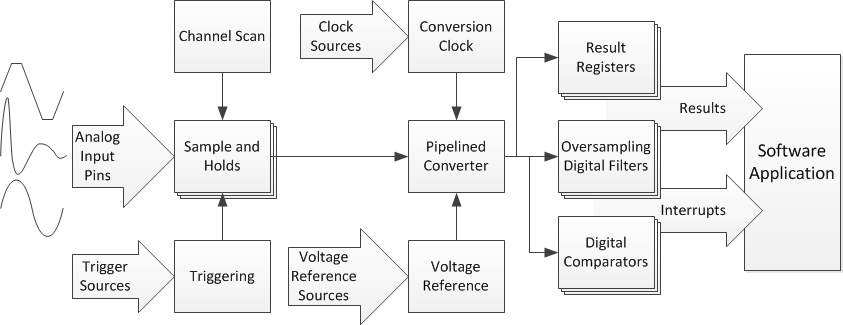 Channel Scan
Clock
Sources
Conversion
Clock
Result
Registers
Results
Analog
Input
Pins
Sample and
Holds
Pipelined
Converter
Oversampling
Digital Filters
Software
Application
Interrupts
Trigger
Sources
Triggering
Voltage
Reference
Sources
Voltage
Reference
Digital
Comparators